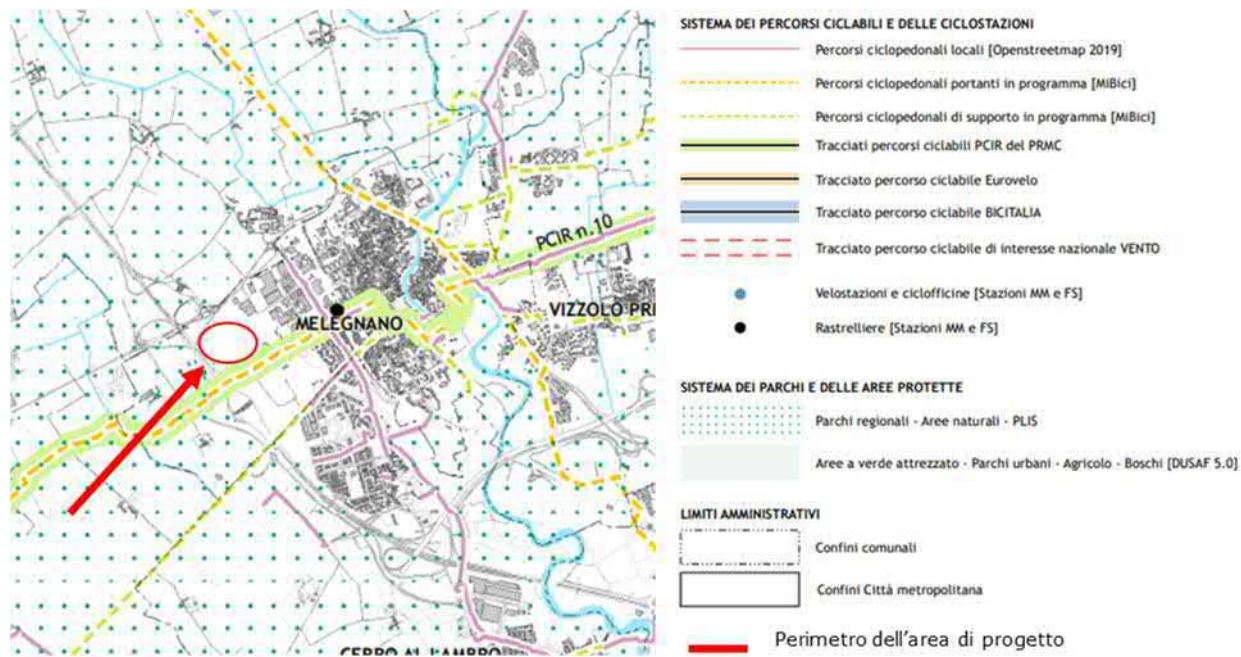 PCIR n.10
VIZZOLO PRE
MELEGNANO
CERRO AL LAMBRO
SISTEMA DEI PERCORSI CICLABILI E DELLE CICLOSTAZIONI
Percorsi ciclopedonali locali [Openstreetmap 2019]
Percorsi ciclopedonali portanti in programma [MiBici]
Percorsi ciclopedonali di supporto in programma [MiBici]
Tracciati percorsi ciclabili PCIR del PRMC
Tracciato percorso ciclabile Eurovelo
Tracciato percorso ciclabile BICITALIA
Tracciato percorso ciclabile di interesse nazionale VENTO
Velostazioni e ciclofficine [Stazioni MM e FS]
Rastrelliere [Stazioni MM e FS]
SISTEMA DEI PARCHI E DELLE AREE PROTETTE
Parchi regionali - Aree naturali - PLIS
Aree a verde attrezzato - Parchi urbani - Agricolo - Boschi [DUSAF 5.0]
LIMITI AMMINISTRATIVI
Confini comunali
Confini Città metropolitana
Perimetro dell'area di progetto